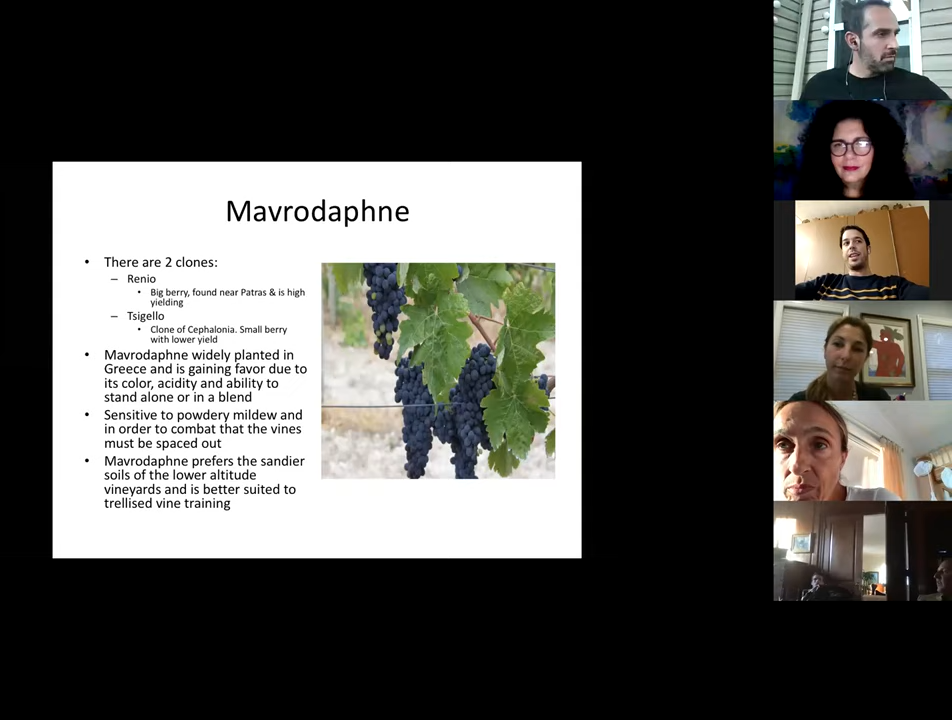 Mavrodaphne
• There are 2 clones:
– Renio
• Big berry, found near Patras & is high
yielding
– Tsigello
• Clone of Cephalonia. Small berry
with lower yield
• Mavrodaphne widely planted in
Greece and is gaining favor due to
its color, acidity and ability to
stand alone or in a blend
• Sensitive to powdery mildew and
in order to combat that the vines
must be spaced out
• Mavrodaphne prefers the sandier
soils of the lower altitude
vineyards and is better suited to
trellised vine training